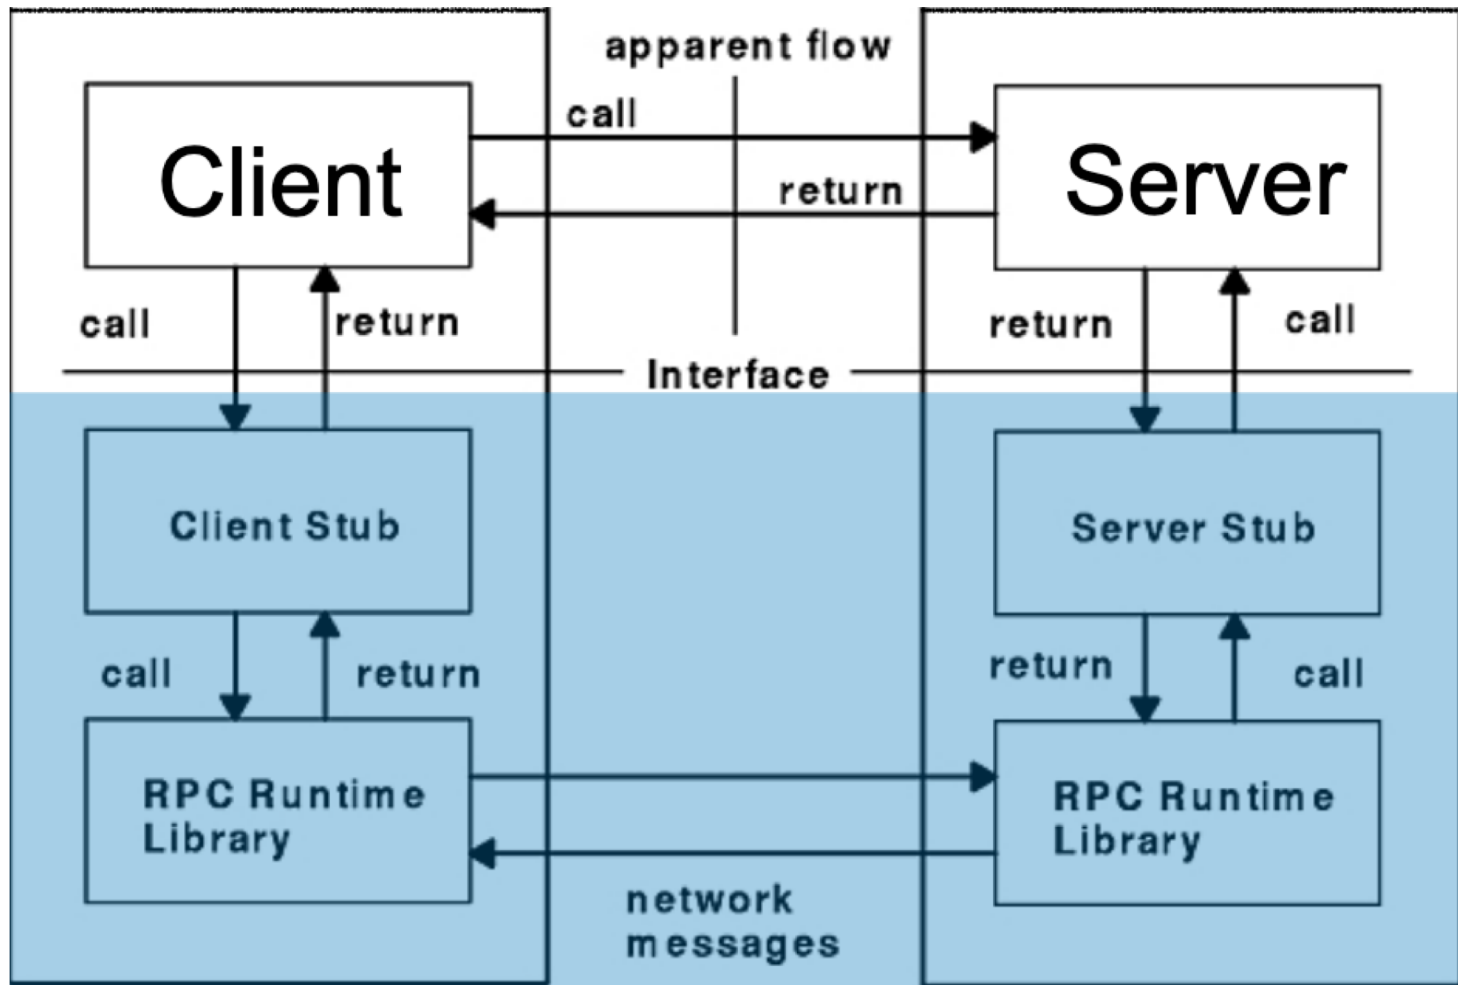 apparent flow
call
Client
Server
return
call
return
return
call
Interface
Client Stub
Server Stub
call
return
return
call
RPC Runtime
Library
RPC Runtime
Library
network
messages